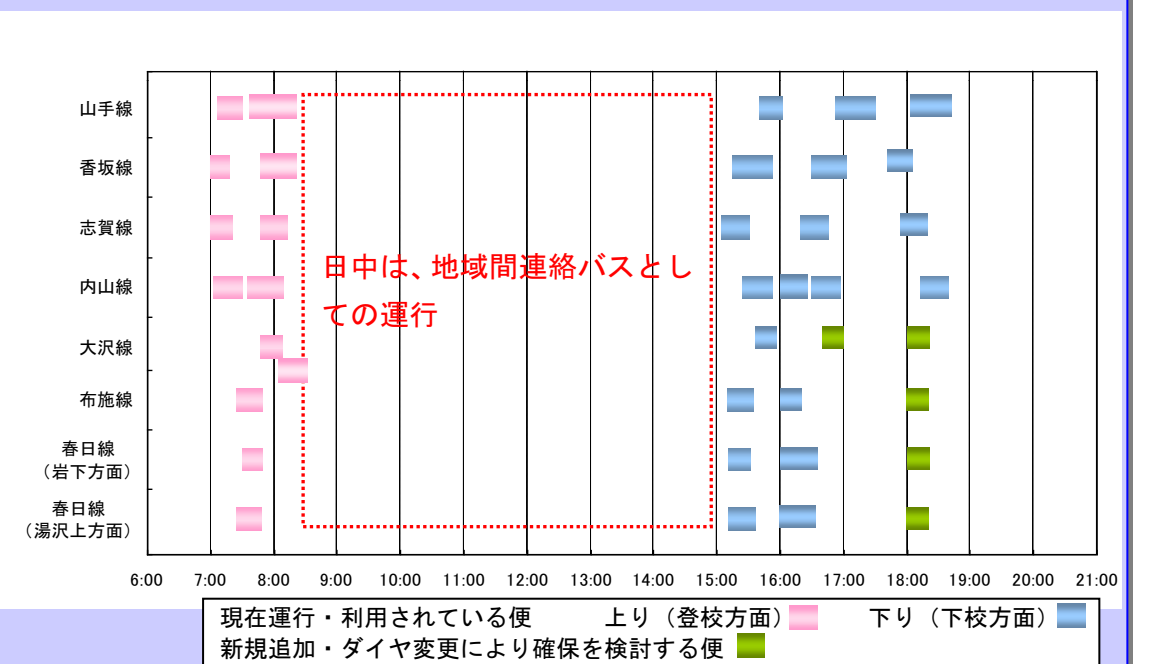 山手線
香坂線
志賀線
内山線
大沢線
布施線
春日線
（岩下方面）
春日線
（湯沢上方面）
日中は、地域間連絡バスとし
ての運行
6:00 7:00 8:00 9:00 10:00 11:00 12:00 13:00 14:00 15:00 16:00 17:00 18:00 19:00 20:00 21:00
現在運行・利用されている便 上り（登校方面） 下り（下校方面）
新規追加・ダイヤ変更により確保を検討する便